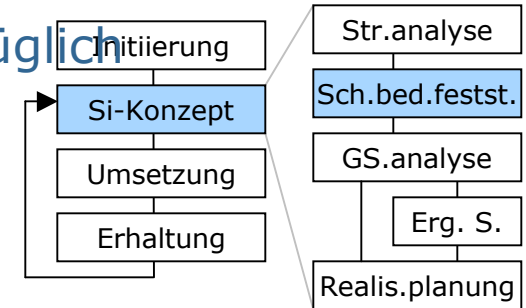 üglich
Initiierung
Si-Konzept
Umsetzung
Erhaltung
Str.analyse
Sch.bed.festst.
GS.analyse
Erg. S.
Realis.planung